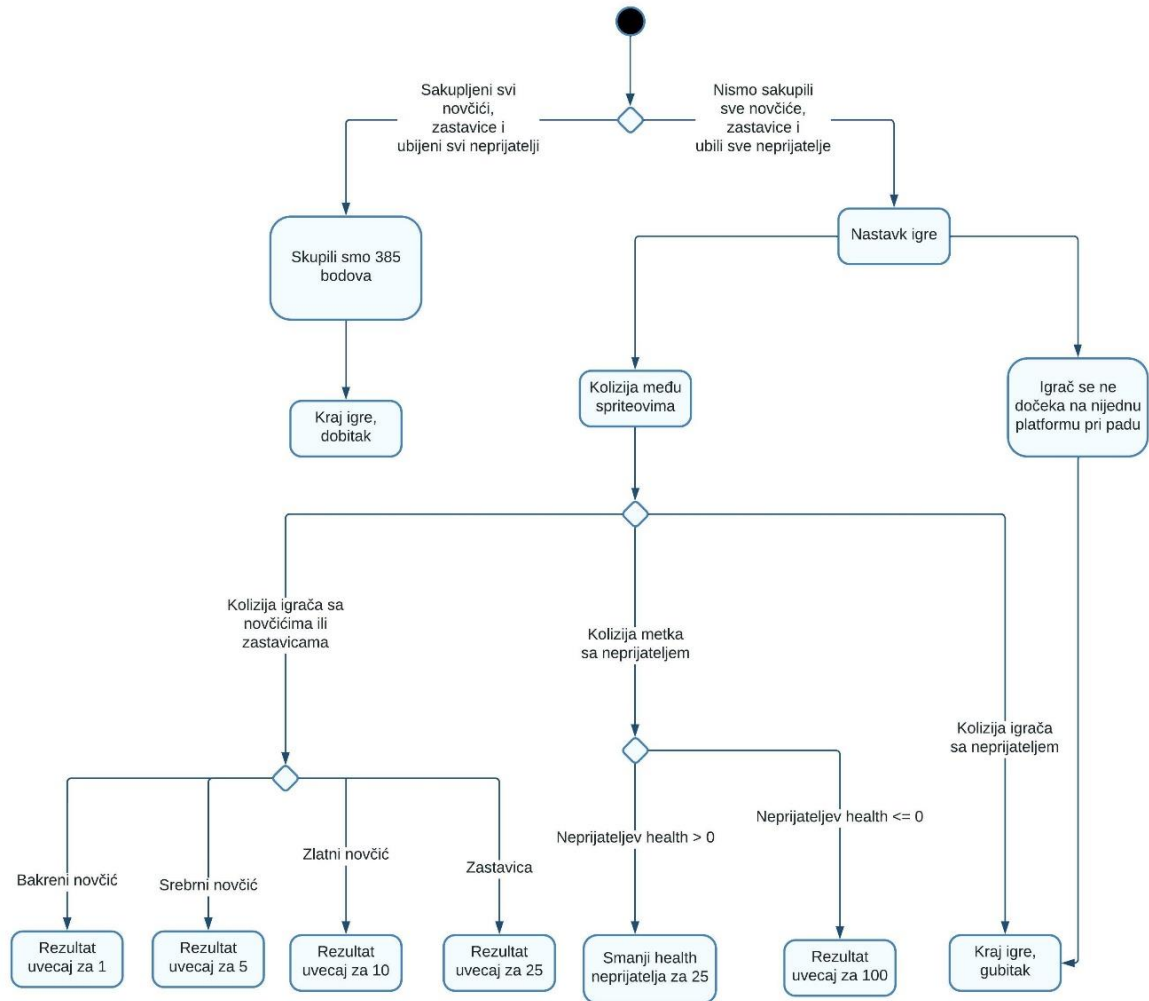 Sakupljeni svi
novčići,
zastavice i
ubijeni svi neprijatelji
Nismo sakupili
sve novčiće,
zastavice i
ubili sve neprijatelje
Skupili smo 385
bodova
Nastavk igre
Kraj igre,
dobitak
Kolizija među
spriteovima
Igrač se ne
dočeka na nijednu
platformu pri padu
Kolizija igrača sa
novčićima ili
zastavicama
Kolizija metka
sa neprijateljem
Kolizija igrača
sa neprijateljem
Bakreni novčić
Srebrni novčić
Zlatni novčić
Zastavica
Neprijateljev health > 0
Neprijateljev health <= 0
Rezultat
uvecaj za 1
Rezultat
uvecaj za 5
Rezultat
uvecaj za 10
Rezultat
uvecaj za 25
Smanji health
neprijatelja za 25
Rezultat
uvecaj za 100
Kraj igre,
gubitak